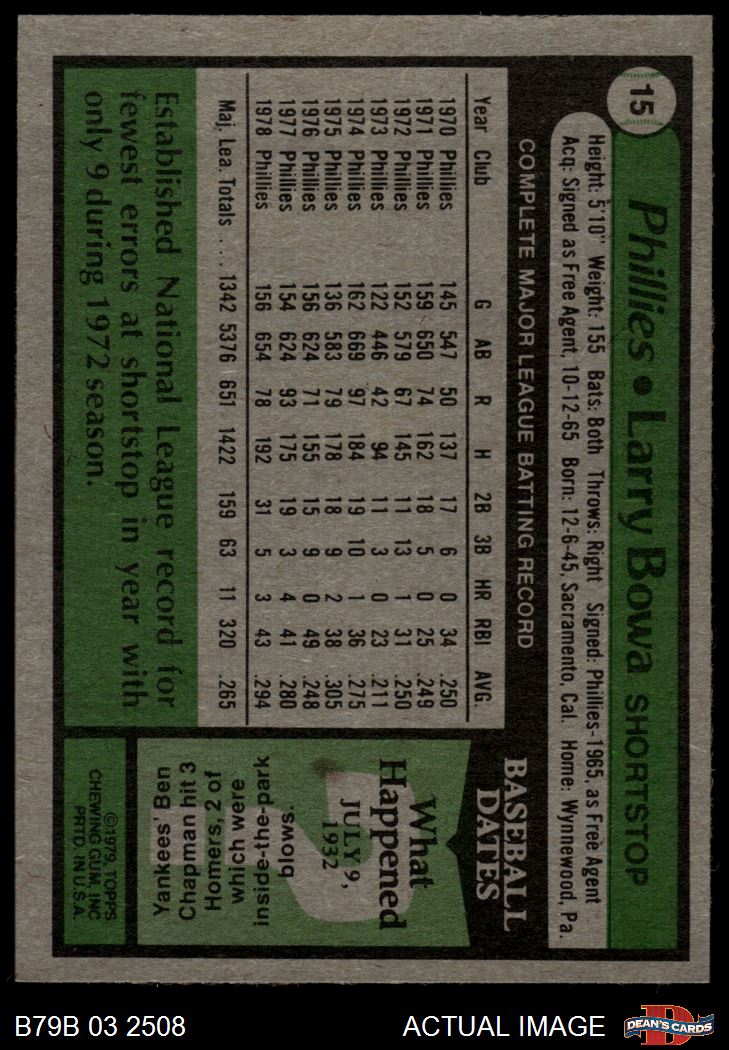 15
Phillies • Larry Bowa SHORTSTOP
Height: 5'10" Weight: 155 Bats: Both Throws: Right Signed: Phillies-1965, as Free Agent
Acq: Signed as Free Agent, 10-12-65 Born: 12-6-45, Sacramento, Cal. Home: Wynnewood, Pa.
COMPLETE MAJOR LEAGUE BATTING RECORD
Year Club G AB R H 2B 3B HR RBI AVG.
1970 Phillies 145 547 50 137 17 6 0 34 .250
1971 Phillies 159 650 74 162 18 5 0 25 .249
1972 Phillies 152 579 67 145 11 13 1 31 .250
1973 Phillies 122 446 42 94 11 3 0 23 .211
1974 Phillies 162 669 97 184 19 10 1 36 .275
1975 Phillies 136 583 79 178 18 9 2 38 .305
1976 Phillies 156 624 71 155 15 9 0 49 .248
1977 Phillies 154 624 93 175 19 3 4 41 .280
1978 Phillies 156 654 78 192 31 5 3 43 .294
Maj. Lea. Totals . . . 1342 5376 651 1422 159 63 11 320 .265
Established National League record for
fewest errors at shortstop in year with
only 9 during 1972 season.
BASEBALL
DATES
What
Happened
JULY 9,
1932
Yankees' Ben
Chapman hit 3
Homers, 2 of
which were
inside-the-park
blows.
©1979, TOPPS
CHEWING GUM, INC
PRTD. IN U.S.A.
B79B 03 2508
ACTUAL IMAGE
DEAN'S CARDS